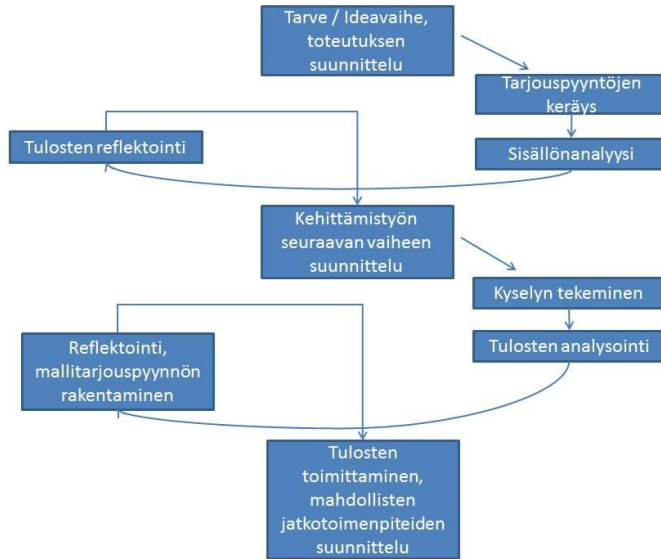 Tarve / Ideavaihe,
toteutuksen
suunnittelu
Tarjouspyyntöjen
keräys
Sisällönanalyysi
Tulosten reflektointi
Kehittämistyön
seuraavan vaiheen
suunnittelu
Kyselyn tekeminen
Tulosten analysointi
Reflektointi,
mallitarjouspyynnön
rakentaminen
Tulosten
toimittaminen,
mahdollisten
jatkotoimenpiteiden
suunnittelu